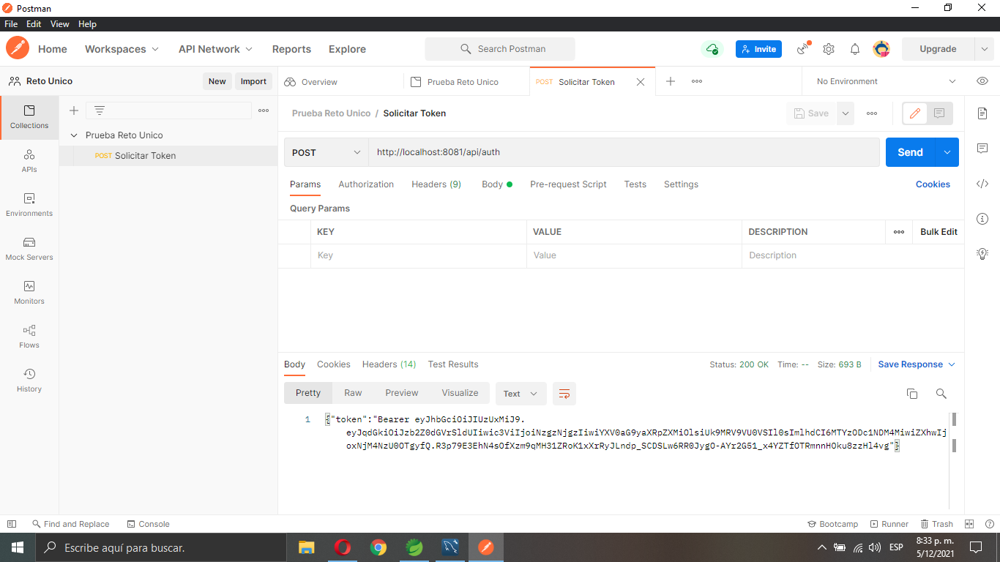 Postman
File Edit View Help
Home Workspaces API Network Reports Explore Search Postman Invite Upgrade
Reto Unico New Import Overview Prueba Reto Unico POST Solicitar Token No Environment
Collections
APIs
Environments
Mock Servers
Monitors
Flows
History
Prueba Reto Unico
POST Solicitar Token
Prueba Reto Unico / Solicitar Token Save
POST http://localhost:8081/api/auth Send
Params Authorization Headers (9) Body Pre-request Script Tests Settings Cookies
Query Params
KEY VALUE DESCRIPTION Bulk Edit
Key Value Description
Body Cookies Headers (14) Test Results Status: 200 OK Time: -- Size: 693 B Save Response
Pretty Raw Preview Visualize Text
1 {"token":"Bearer eyJhbGciOiJIUzUxMiJ9.
eyJqdGkiOiJzb2Z0dGVrSldUIiwic3ViIjoiNzgzNjgzIiwiYXV0aG9yaXRpZXMiOlsiUk9MRV9VU0VSIl0sImlhdCI6MTYzODc1NDM4MiwiZXhwIj
oxNjM4NzU0OTgyfQ.R3p79E3EhN4sOfXzm9qMH31ZRoK1xXrRyJLndp_SCDSLw6RR0JygO-AYr2G51_x4YZTfOTRmnnHOku8zzHl4vg"}
Find and Replace Console Bootcamp Runner Trash
Escribe aquí para buscar. ESP
8:33 p. m.
5/12/2021